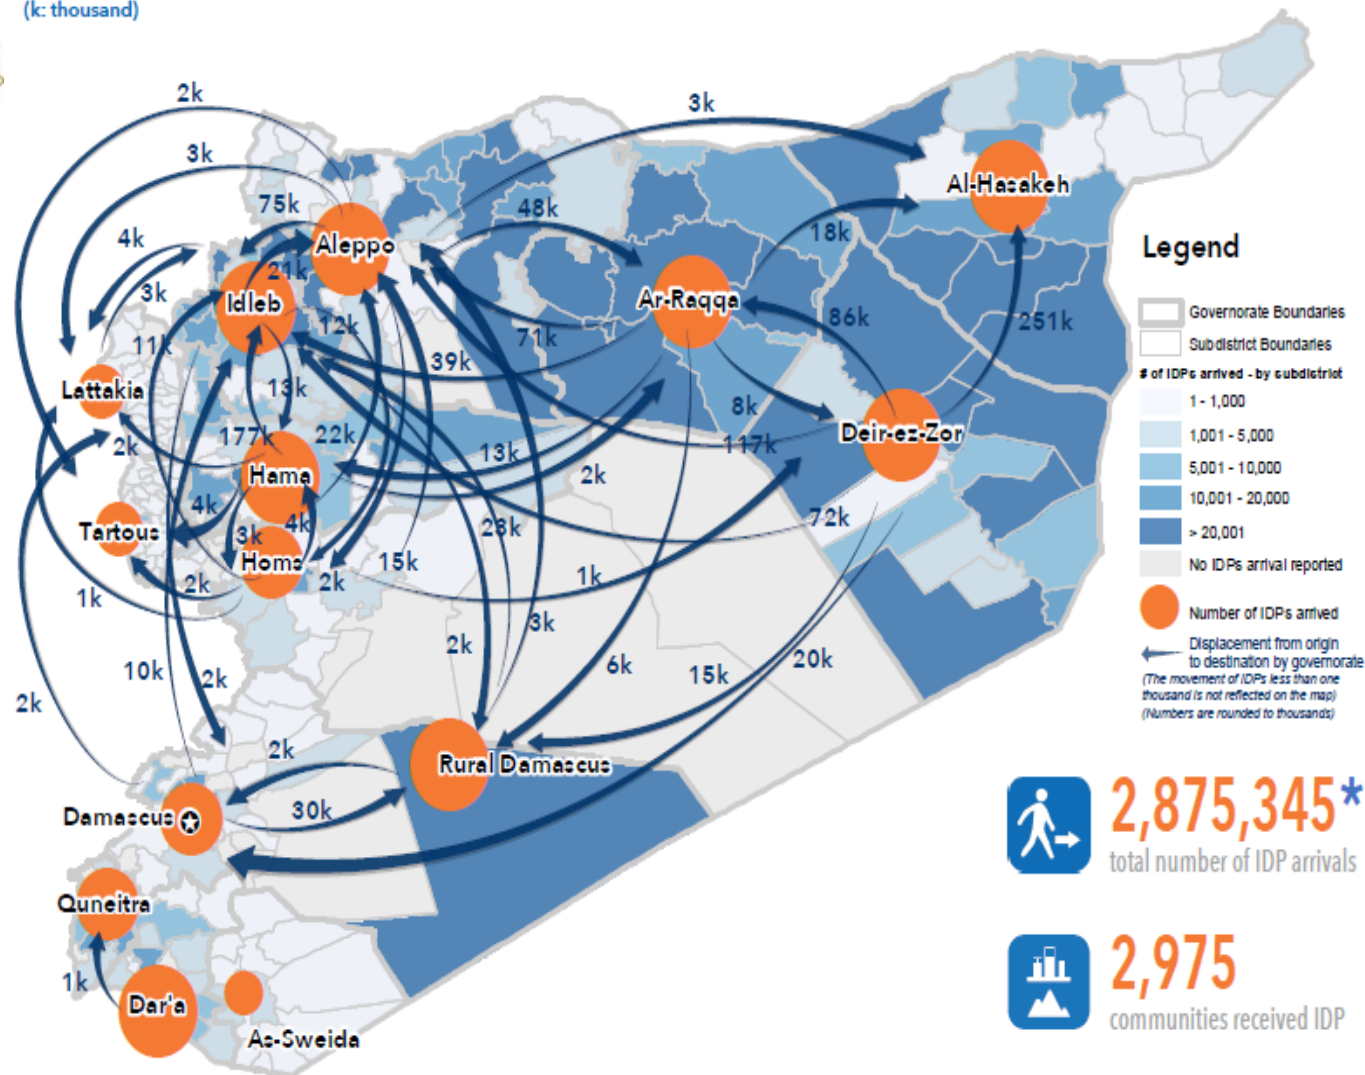 (k: thousand)
2k
3k
3k
75k
48k
4k
Aleppo
Al-Hasakeh
18k
21k
Idleb
3k
Ar-Raqqa
12k
71k
86k
251k
11k
39k
Lattakia
13k
8k
Deir-ez-Zor
177k
22k
117k
2k
13k
Hama
2k
4k
4k
23k
72k
Tartous
3k
Homs
15k
2k
2k
1k
1k
3k
2k
10k
2k
6k
15k
20k
2k
2k
Rural Damascus
30k
Damascus
Quneitra
1k
Dar'a
As-Sweida
Legend
Governorate Boundaries
Subdistrict Boundaries
# of IDPs arrived - by subdistrict
1 - 1,000
1,001 - 5,000
5,001 - 10,000
10,001 - 20,000
> 20,001
No IDPs arrival reported
Number of IDPs arrived
Displacement from origin
to destination by governorate
(The movement of IDPs less than one
thousand is not reflected on the map)
(Numbers are rounded to thousands)
2,875,345*
total number of IDP arrivals
2,975
communities received IDP